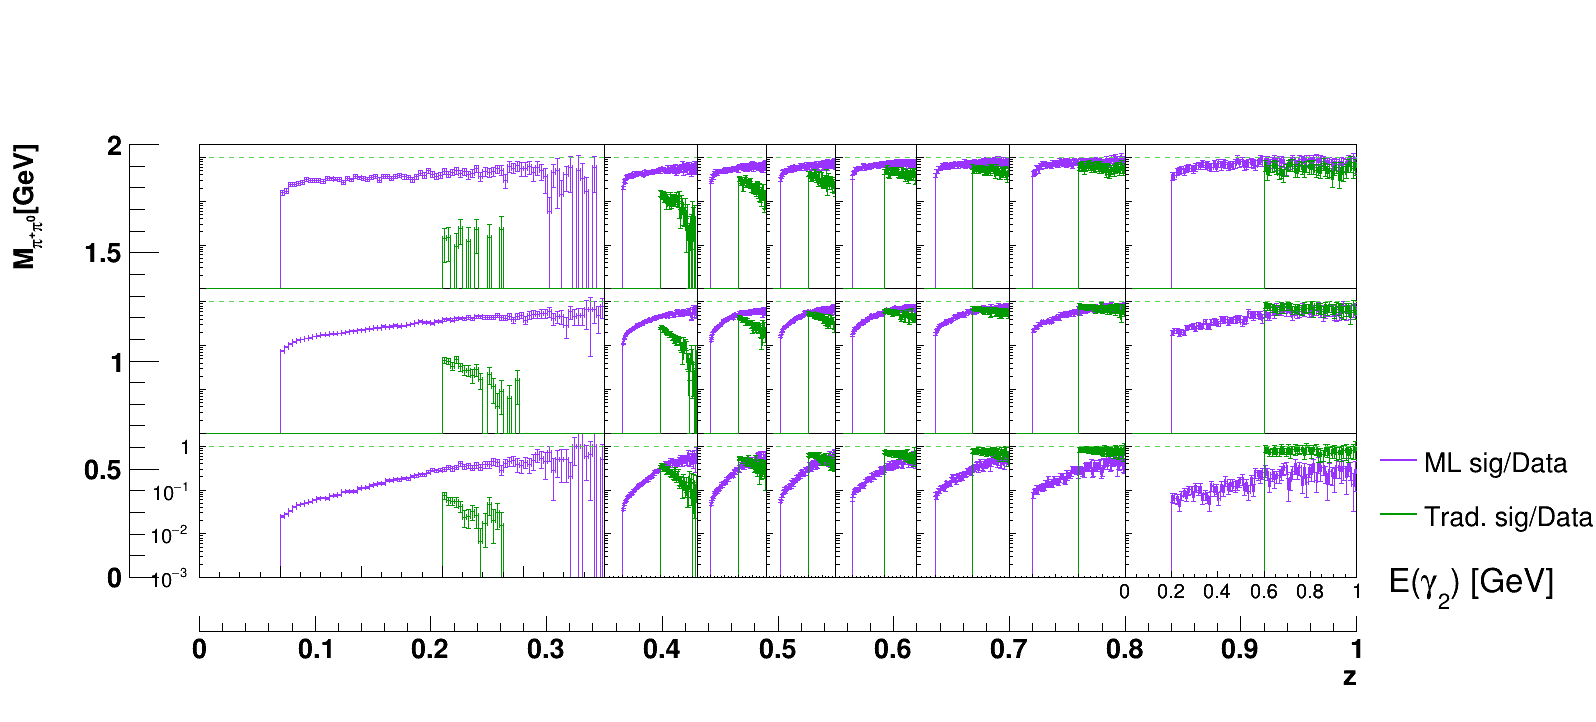 M_{π⁺π⁰}[GeV]
2
1.5
1
0.5
0
1
10⁻¹
10⁻²
10⁻³
ML sig/Data
Trad. sig/Data
E(γ₂) [GeV]
0 0.2 0.4 0.6 0.8 1
0 0.1 0.2 0.3 0.4 0.5 0.6 0.7 0.8 0.9 1
z